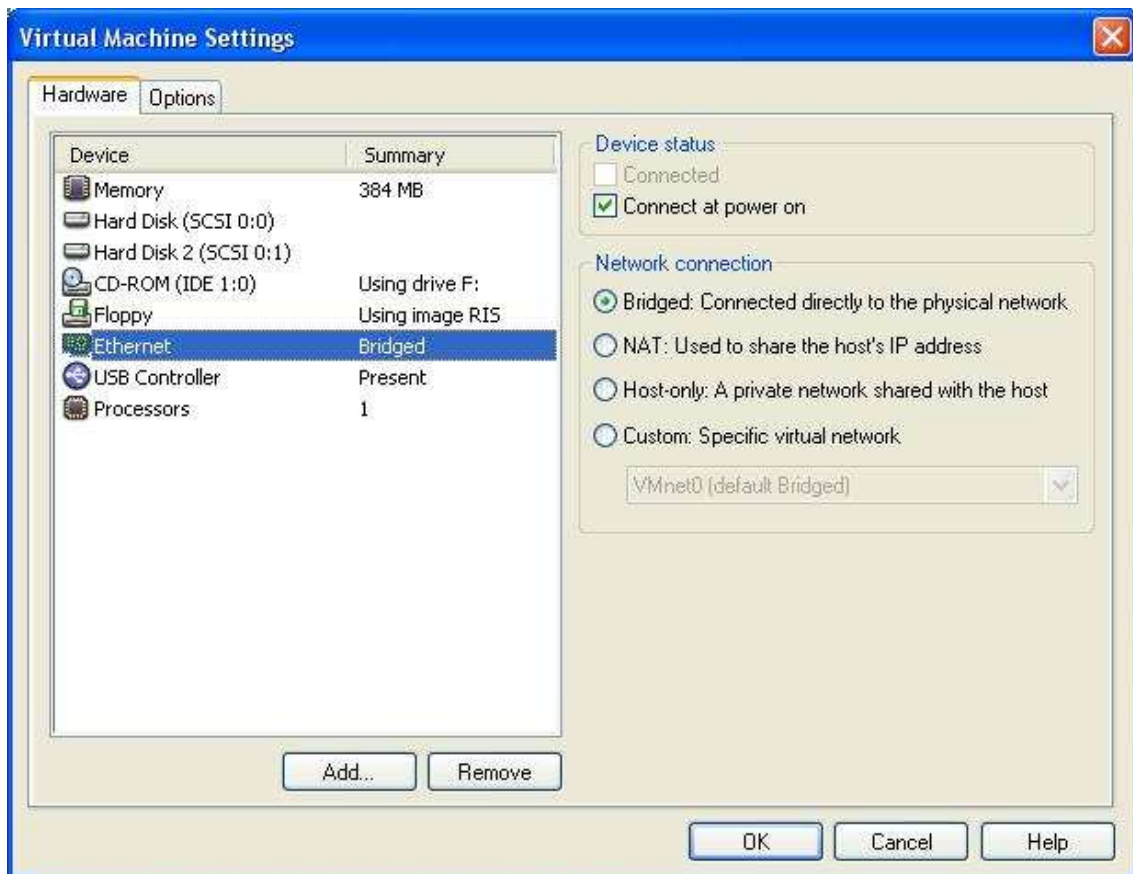 Virtual Machine Settings
Hardware Options
Device Summary
Memory 384 MB
Hard Disk (SCSI 0:0)
Hard Disk 2 (SCSI 0:1)
CD-ROM (IDE 1:0) Using drive F:
Floppy Using image RIS
Ethernet Bridged
USB Controller Present
Processors 1
Add... Remove
Device status
Connected
Connect at power on
Network connection
Bridged: Connected directly to the physical network
NAT: Used to share the host's IP address
Host-only: A private network shared with the host
Custom: Specific virtual network
VMnet0 (default Bridged)
OK Cancel Help